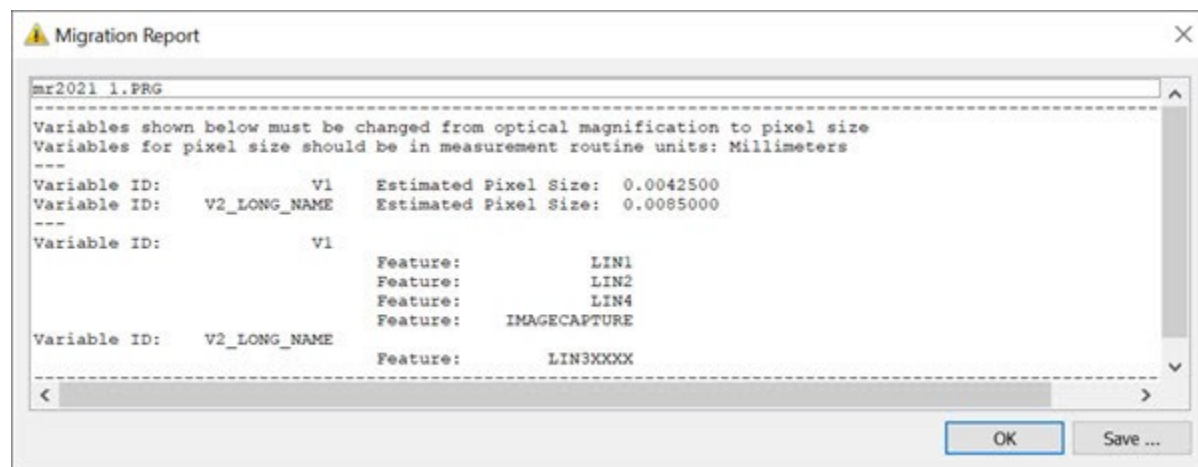 Migration Report
mr2021_1.PRG
--------------------------------------------------------------------------------
Variables shown below must be changed from optical magnification to pixel size
Variables for pixel size should be in measurement routine units: Millimeters
---
Variable ID: V1 Estimated Pixel Size: 0.0042500
Variable ID: V2_LONG_NAME Estimated Pixel Size: 0.0085000
---
Variable ID: V1
Feature: LIN1
Feature: LIN2
Feature: LIN4
Feature: IMAGECAPTURE
Variable ID: V2_LONG_NAME
Feature: LIN3XXXX
--------------------------------------------------------------------------------
OK Save ...